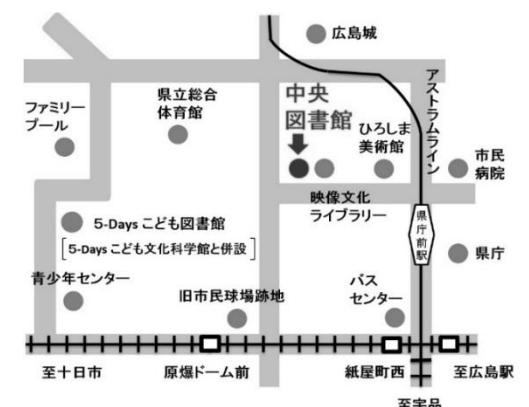 広島城
アストラムライン
県立総合
体育館
中央
図書館
ファミリー
プール
ひろしま
美術館
市民
病院
映像文化
ライブラリー
県庁前駅
5-Days こども図書館
[5-Days こども文化科学館と併設]
県庁
青少年センター
旧市民球場跡地
バス
センター
至十日市
原爆ドーム前
紙屋町西
至広島駅
至宇品